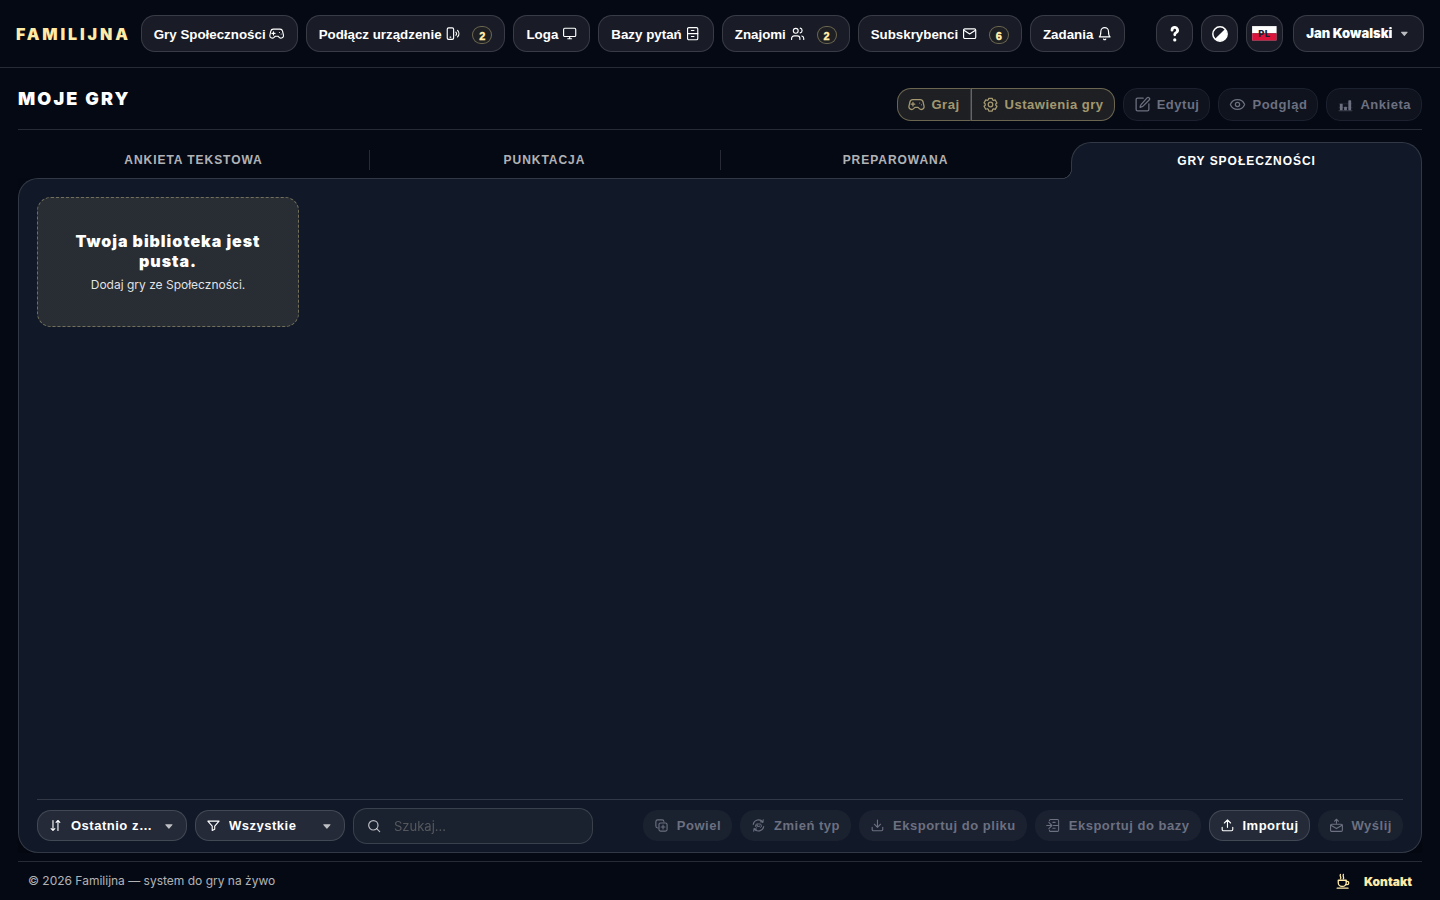 FAMILIJNA
Gry Społeczności
Podłącz urządzenie 2
Loga
Bazy pytań
Znajomi 2
Subskrybenci 6
Zadania
?
PL
Jan Kowalski
MOJE GRY
Graj
Ustawienia gry
Edytuj
Podgląd
Ankieta
ANKIETA TEKSTOWA
PUNKTACJA
PREPAROWANA
GRY SPOŁECZNOŚCI
Twoja biblioteka jest
pusta.
Dodaj gry ze Społeczności.
Ostatnio z...
Wszystkie
Szukaj...
Powiel
Zmień typ
Eksportuj do pliku
Eksportuj do bazy
Importuj
Wyślij
© 2026 Familijna — system do gry na żywo
Kontakt